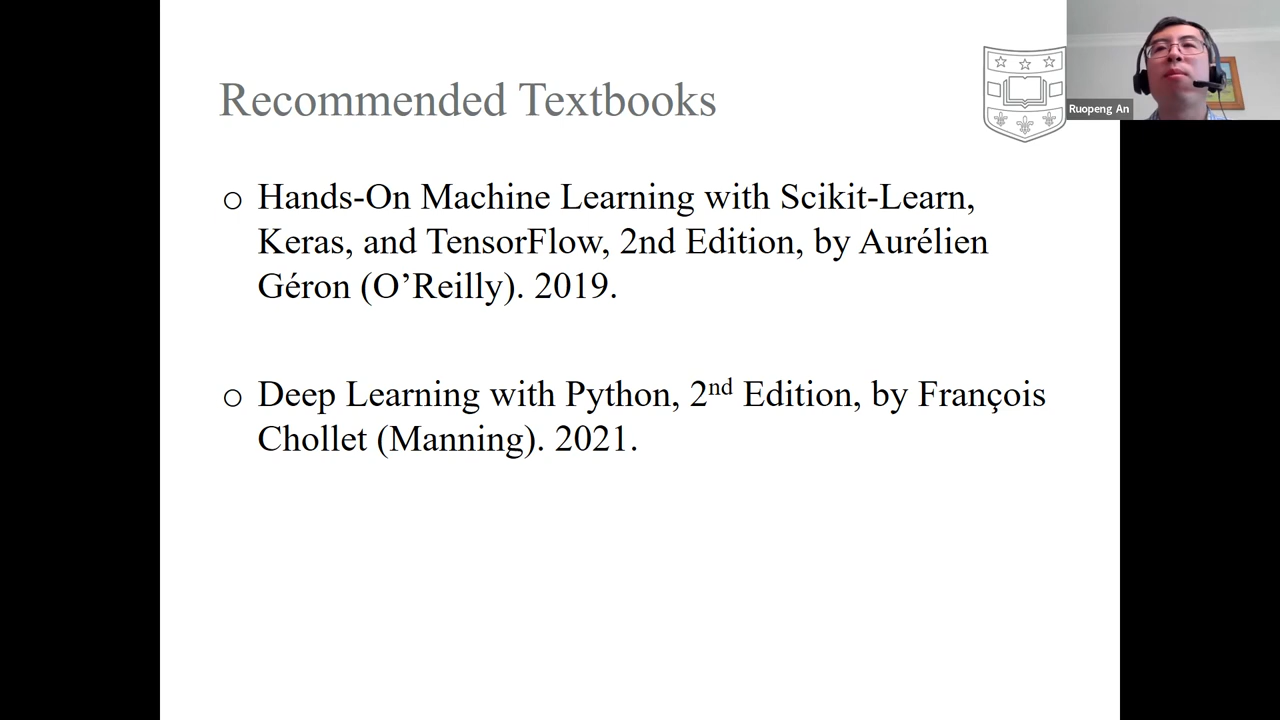 Recommended Textbooks
Ruopeng An
o Hands-On Machine Learning with Scikit-Learn,
Keras, and TensorFlow, 2nd Edition, by Aurélien
Géron (O’Reilly). 2019.
o Deep Learning with Python, 2nd Edition, by François
Chollet (Manning). 2021.